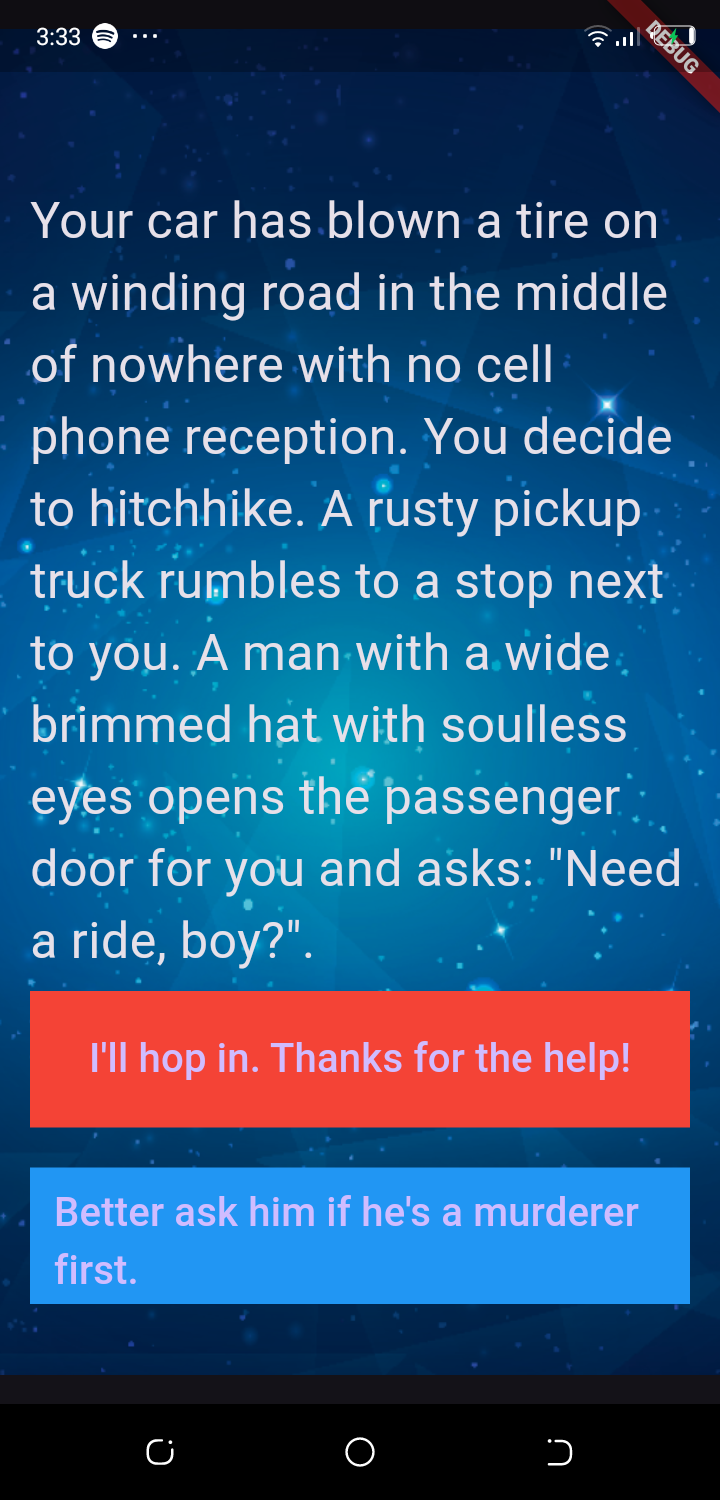 3:33
DEBUG
Your car has blown a tire on
a winding road in the middle
of nowhere with no cell
phone reception. You decide
to hitchhike. A rusty pickup
truck rumbles to a stop next
to you. A man with a wide
brimmed hat with soulless
eyes opens the passenger
door for you and asks: "Need
a ride, boy?".
I'll hop in. Thanks for the help!
Better ask him if he's a murderer
first.